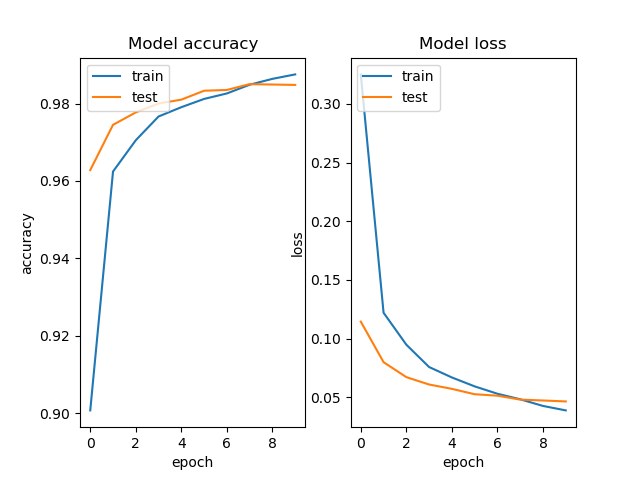 Model accuracy
train
test
0.98
0.96
0.94
0.92
0.90
accuracy
0 2 4 6 8
epoch
Model loss
train
test
0.30
0.25
0.20
0.15
0.10
0.05
loss
0 2 4 6 8
epoch